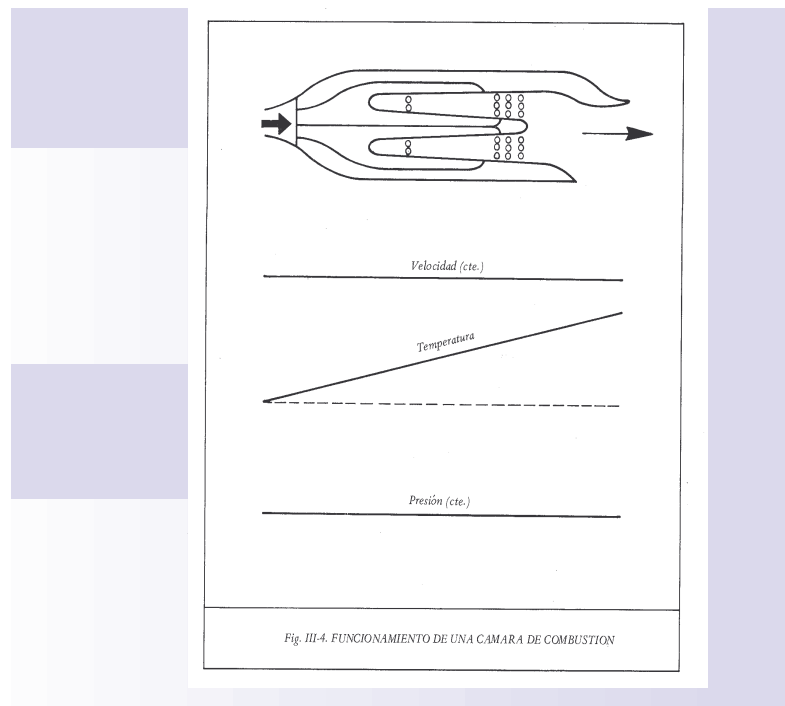 Velocidad (cte.)
Temperatura
Presión (cte.)
Fig. III-4. FUNCIONAMIENTO DE UNA CAMARA DE COMBUSTION